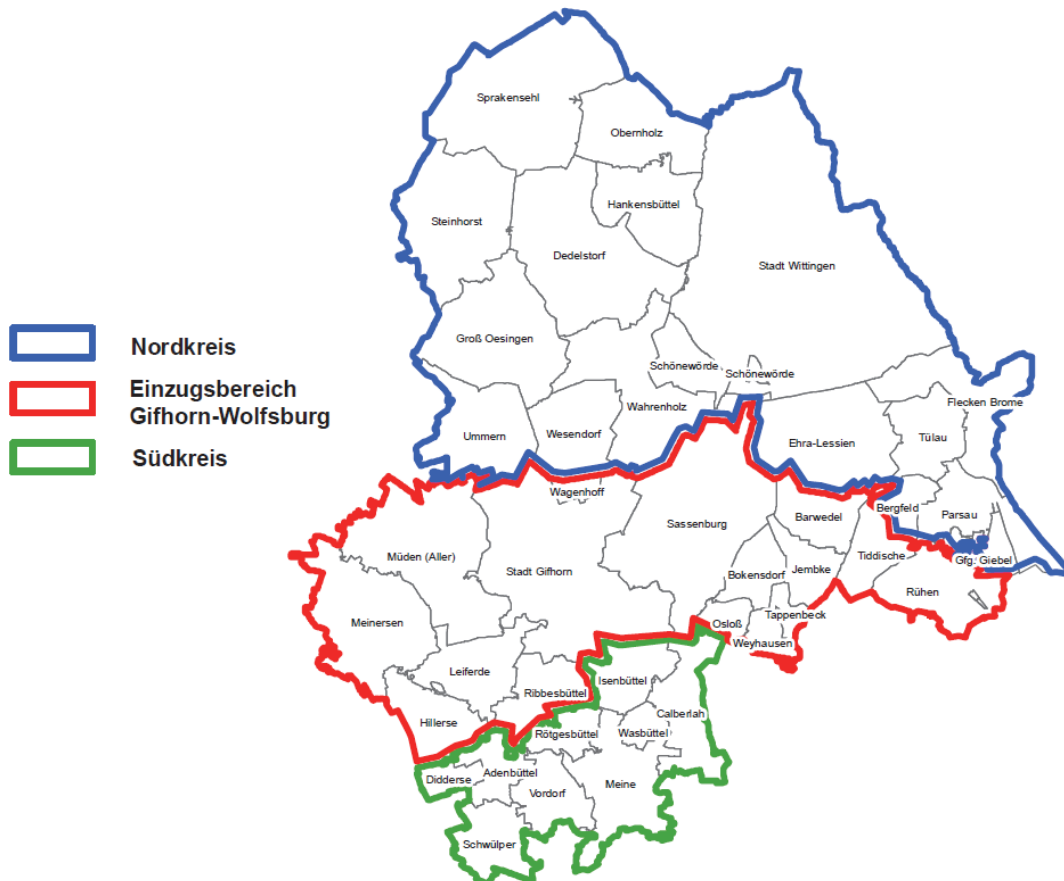 Sprakensehl
Obernholz
Hankensbüttel
Steinhorst
Dedelstorf
Stadt Wittingen
Groß Oesingen
Schönewörde
Schönewörde
Flecken Brome
Wahrenholz
Ummern
Wesendorf
Ehra-Lessien
Tülau
Nordkreis
Einzugsbereich
Gifhorn-Wolfsburg
Südkreis
Wagenhoff
Bergfeld
Parsau
Barwedel
Sassenburg
Müden (Aller)
Stadt Gifhorn
Tiddische
Gfg. Giebel
Bokensdorf
Jembke
Rühen
Meinersen
Tappenbeck
Osloß
Weyhausen
Leiferde
Isenbüttel
Ribbesbüttel
Calberlah
Hillerse
Rötgesbüttel
Wasbüttel
Didderse
Adenbüttel
Meine
Vordorf
Schwülper